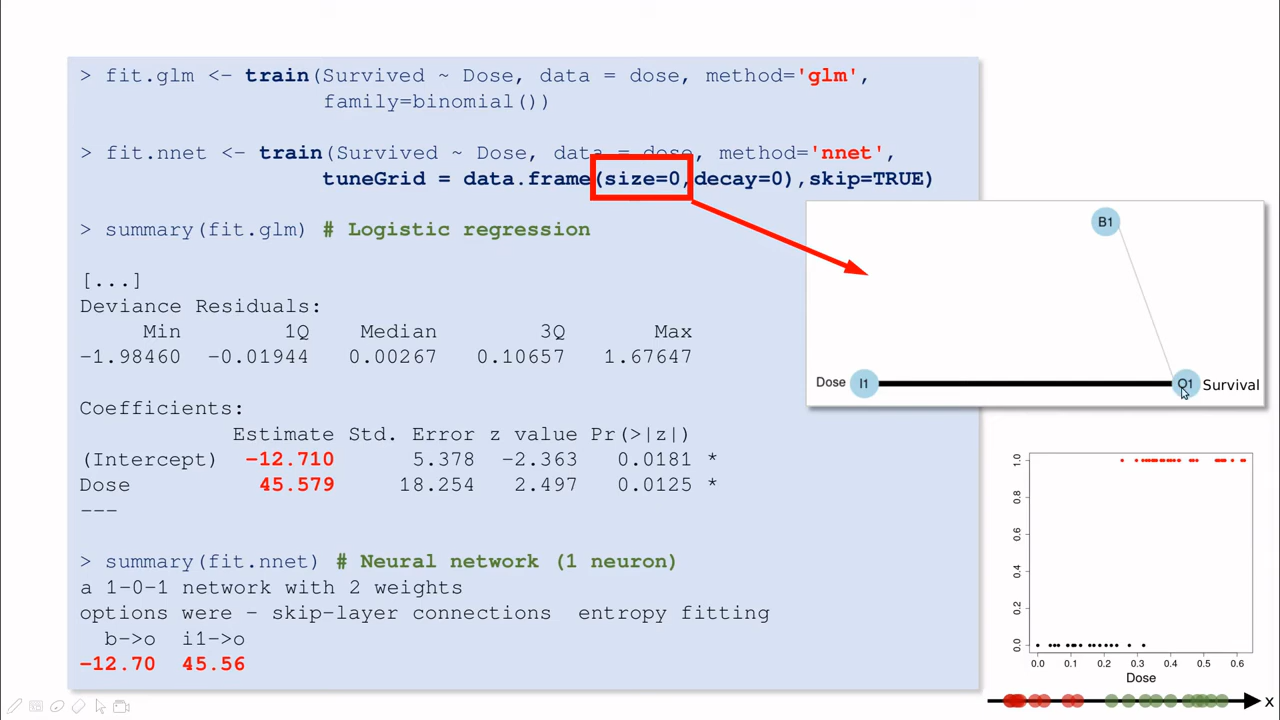 > fit.glm <- train(Survived ~ Dose, data = dose, method='glm',
family=binomial())
> fit.nnet <- train(Survived ~ Dose, data = dose, method='nnet',
tuneGrid = data.frame(size=0,decay=0),skip=TRUE)
> summary(fit.glm) # Logistic regression
[...]
Deviance Residuals:
Min 1Q Median 3Q Max
-1.98460 -0.01944 0.00267 0.10657 1.67647
Coefficients:
Estimate Std. Error z value Pr(>|z|)
(Intercept) -12.710 5.378 -2.363 0.0181 *
Dose 45.579 18.254 2.497 0.0125 *
---
> summary(fit.nnet) # Neural network (1 neuron)
a 1-0-1 network with 2 weights
options were - skip-layer connections entropy fitting
b->o i1->o
-12.70 45.56
B1
Dose I1 O1 Survival
1.0
0.8
0.6
0.4
0.2
0.0
0.0 0.1 0.2 0.3 0.4 0.5 0.6
Dose
x